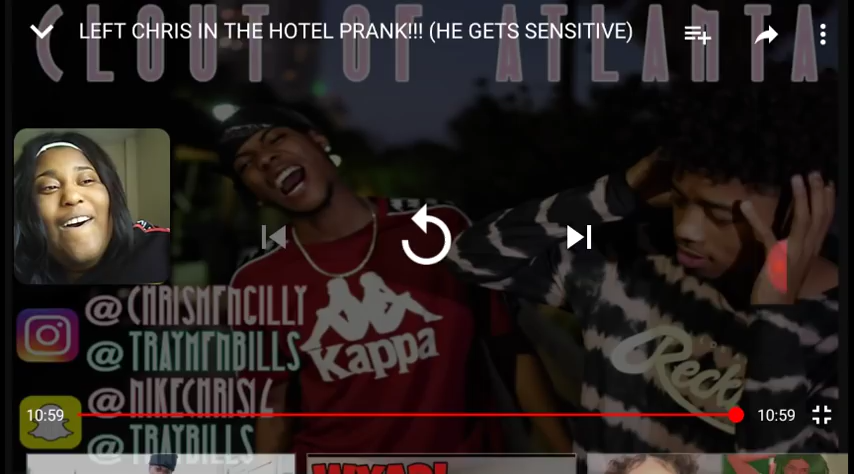 LEFT CHRIS IN THE HOTEL PRANK!!! (HE GETS SENSITIVE)
CLOUT OF ATLANTA
@CHRISMFNCILLY
@TRAYMFNBILLS
Kappa
Reck
@NIKECHRIS12
@TRAYBILLS
10:59
10:59